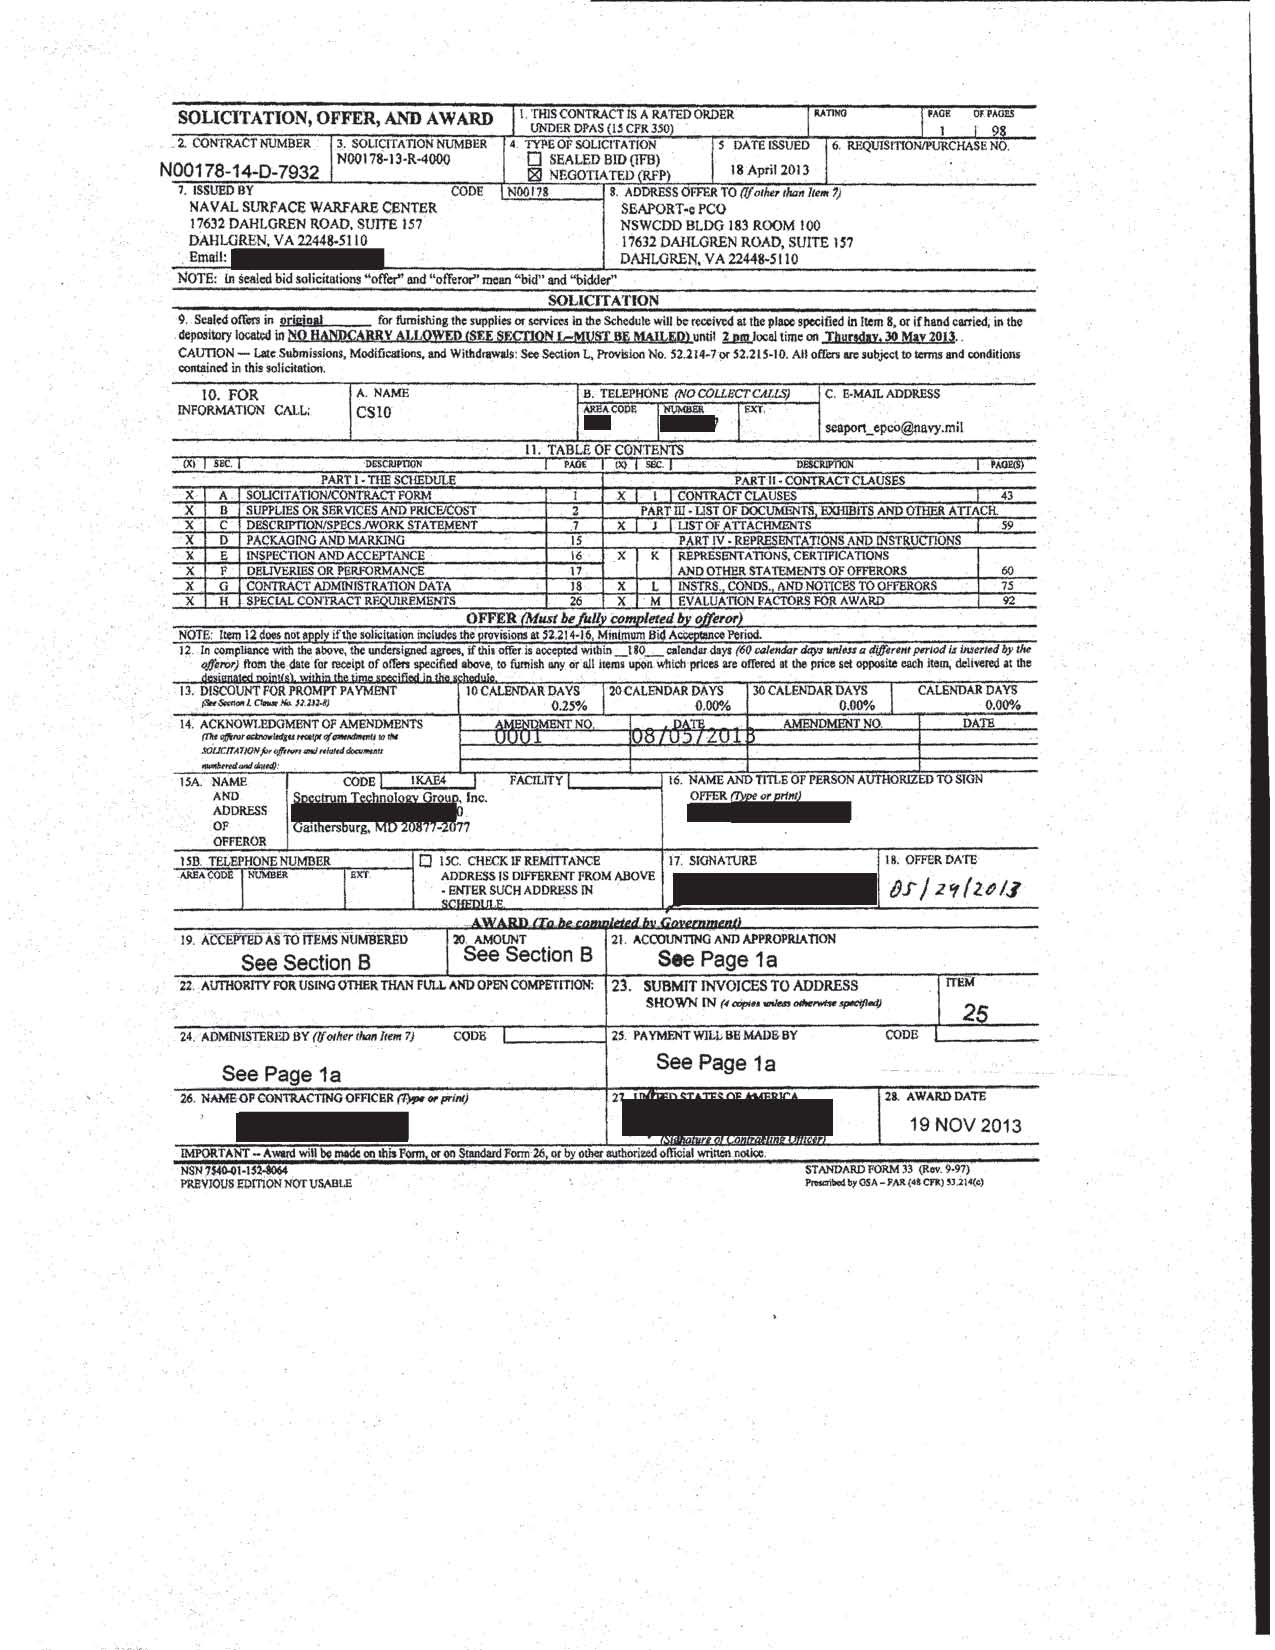 SOLICITATION, OFFER, AND AWARD
1. THIS CONTRACT IS A RATED ORDER
UNDER DPAS (15 CFR 350)
RATING
PAGE OF PAGES
1 98
2. CONTRACT NUMBER
N00178-14-D-7932
3. SOLICITATION NUMBER
N00178-13-R-4000
4. TYPE OF SOLICITATION
SEALED BID (IFB)
NEGOTIATED (RFP)
5 DATE ISSUED
18 April 2013
6. REQUISITION/PURCHASE NO.
7. ISSUED BY CODE N00178
NAVAL SURFACE WARFARE CENTER
17632 DAHLGREN ROAD, SUITE 157
DAHLGREN, VA 22448-5110
Email:
8. ADDRESS OFFER TO (If other than Item 7)
SEAPORT-e PCO
NSWCDD BLDG 183 ROOM 100
17632 DAHLGREN ROAD, SUITE 157
DAHLGREN, VA 22448-5110
NOTE: In sealed bid solicitations "offer" and "offeror" mean "bid" and "bidder"
SOLICITATION
9. Sealed offers in original for furnishing the supplies or services in the Schedule will be received at the place specified in Item 8, or if hand carried, in the
depository located in NO HANDCARRY ALLOWED (SEE SECTION L–MUST BE MAILED) until 2 pm local time on Thursday, 30 May 2013.
CAUTION — Late Submissions, Modifications, and Withdrawals: See Section L, Provision No. 52.214-7 or 52.215-10. All offers are subject to terms and conditions
contained in this solicitation.
10. FOR
INFORMATION CALL:
A. NAME
CS10
B. TELEPHONE (NO COLLECT CALLS)
AREA CODE NUMBER EXT.
C. E-MAIL ADDRESS
seaport_epco@navy.mil
11. TABLE OF CONTENTS
(X) SEC. DESCRIPTION PAGE (X) SEC. DESCRIPTION PAGE(S)
PART I - THE SCHEDULE PART II - CONTRACT CLAUSES
X A SOLICITATION/CONTRACT FORM 1 X I CONTRACT CLAUSES 43
X B SUPPLIES OR SERVICES AND PRICE/COST 2 PART III - LIST OF DOCUMENTS, EXHIBITS AND OTHER ATTACH.
X C DESCRIPTION/SPECS./WORK STATEMENT 7 X J LIST OF ATTACHMENTS 59
X D PACKAGING AND MARKING 15 PART IV - REPRESENTATIONS AND INSTRUCTIONS
X E INSPECTION AND ACCEPTANCE 16 X K REPRESENTATIONS, CERTIFICATIONS
X F DELIVERIES OR PERFORMANCE 17 AND OTHER STATEMENTS OF OFFERORS 60
X G CONTRACT ADMINISTRATION DATA 18 X L INSTRS., CONDS., AND NOTICES TO OFFERORS 75
X H SPECIAL CONTRACT REQUIREMENTS 26 X M EVALUATION FACTORS FOR AWARD 92
OFFER (Must be fully completed by offeror)
NOTE: Item 12 does not apply if the solicitation includes the provisions at 52.214-16, Minimum Bid Acceptance Period.
12. In compliance with the above, the undersigned agrees, if this offer is accepted within __180__ calendar days (60 calendar days unless a different period is inserted by the
offeror) from the date for receipt of offers specified above, to furnish any or all items upon which prices are offered at the price set opposite each item, delivered at the
designated point(s), within the time specified in the schedule.
13. DISCOUNT FOR PROMPT PAYMENT
(See Section I, Clause No. 52.232-8)
10 CALENDAR DAYS
0.25%
20 CALENDAR DAYS
0.00%
30 CALENDAR DAYS
0.00%
CALENDAR DAYS
0.00%
14. ACKNOWLEDGMENT OF AMENDMENTS
(The offeror acknowledges receipt of amendments to the
SOLICITATION for offerors and related documents
numbered and dated):
AMENDMENT NO. DATE AMENDMENT NO. DATE
0001 08/05/2013
15A. NAME
AND
ADDRESS
OF
OFFEROR
CODE 1KAE4 FACILITY
Spectrum Technology Group, Inc.
0
Gaithersburg, MD 20877-2077
16. NAME AND TITLE OF PERSON AUTHORIZED TO SIGN
OFFER (Type or print)
15B. TELEPHONE NUMBER
AREA CODE NUMBER EXT.
15C. CHECK IF REMITTANCE
ADDRESS IS DIFFERENT FROM ABOVE
- ENTER SUCH ADDRESS IN
SCHEDULE.
17. SIGNATURE
18. OFFER DATE
05/29/2013
AWARD (To be completed by Government)
19. ACCEPTED AS TO ITEMS NUMBERED
See Section B
20. AMOUNT
See Section B
21. ACCOUNTING AND APPROPRIATION
See Page 1a
22. AUTHORITY FOR USING OTHER THAN FULL AND OPEN COMPETITION:
23. SUBMIT INVOICES TO ADDRESS
SHOWN IN (4 copies unless otherwise specified)
ITEM
25
24. ADMINISTERED BY (If other than Item 7) CODE
See Page 1a
25. PAYMENT WILL BE MADE BY CODE
See Page 1a
26. NAME OF CONTRACTING OFFICER (Type or print)
27. UNITED STATES OF AMERICA
(Signature of Contracting Officer)
28. AWARD DATE
19 NOV 2013
IMPORTANT -- Award will be made on this Form, or on Standard Form 26, or by other authorized official written notice.
NSN 7540-01-152-8064
PREVIOUS EDITION NOT USABLE
STANDARD FORM 33 (Rev. 9-97)
Prescribed by GSA – FAR (48 CFR) 53.214(c)